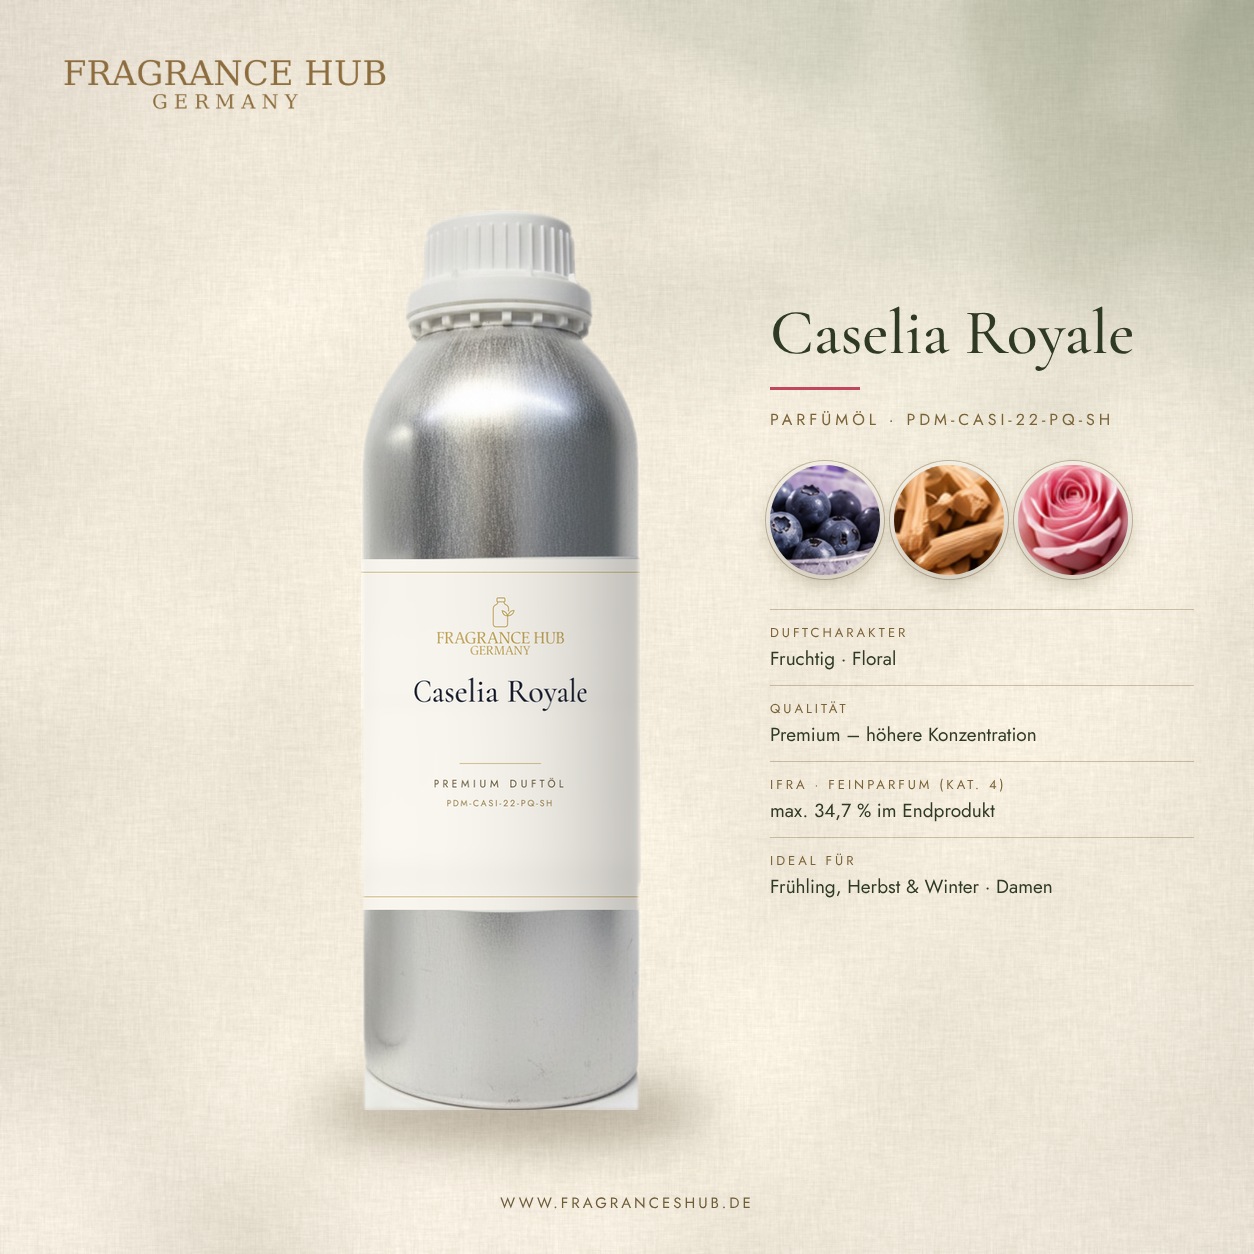 FRAGRANCE HUB
GERMANY
FRAGRANCE HUB
GERMANY
Caselia Royale
PREMIUM DUFTÖL
PDM-CASI-22-PQ-SH
Caselia Royale
PARFÜMÖL · PDM-CASI-22-PQ-SH
DUFTCHARAKTER
Fruchtig · Floral
QUALITÄT
Premium – höhere Konzentration
IFRA · FEINPARFUM (KAT. 4)
max. 34,7 % im Endprodukt
IDEAL FÜR
Frühling, Herbst & Winter · Damen
WWW.FRAGRANCESHUB.DE